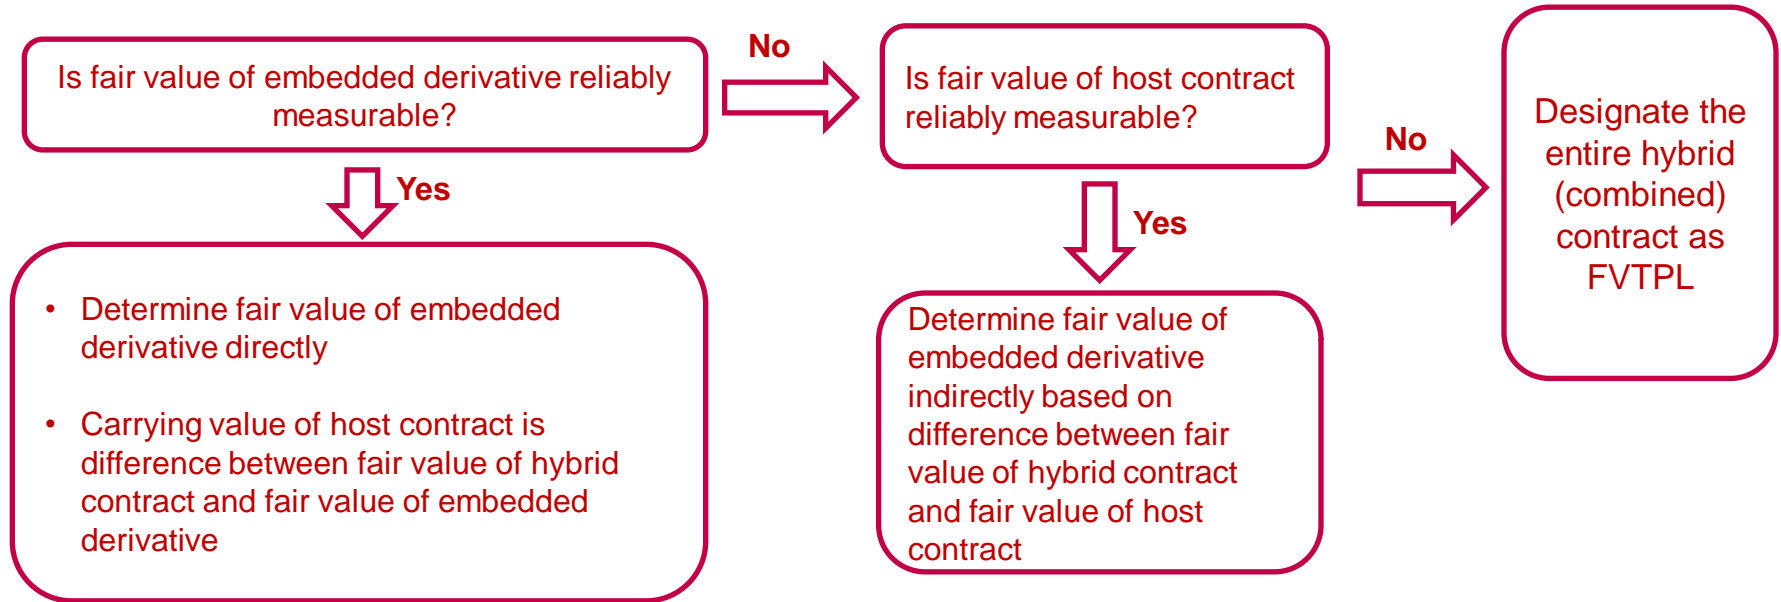 Is fair value of embedded derivative reliably
measurable?
No
Is fair value of host contract
reliably measurable?
No
Designate the
entire hybrid
(combined)
contract as
FVTPL
Yes
• Determine fair value of embedded
derivative directly
• Carrying value of host contract is
difference between fair value of hybrid
contract and fair value of embedded
derivative
Yes
Determine fair value of
embedded derivative
indirectly based on
difference between fair
value of hybrid contract
and fair value of host
contract